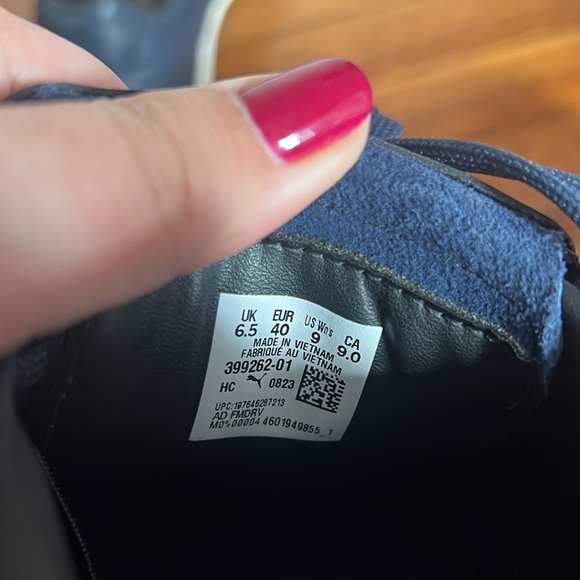 UK EUR US Wn's CA
6.5 40 9 9.0
MADE IN VIETNAM
FABRIQUÉ AU VIETNAM
399262-01
HC 0823
UPC:197646287213
AD FMDRV
M0%00004 4601949855_1